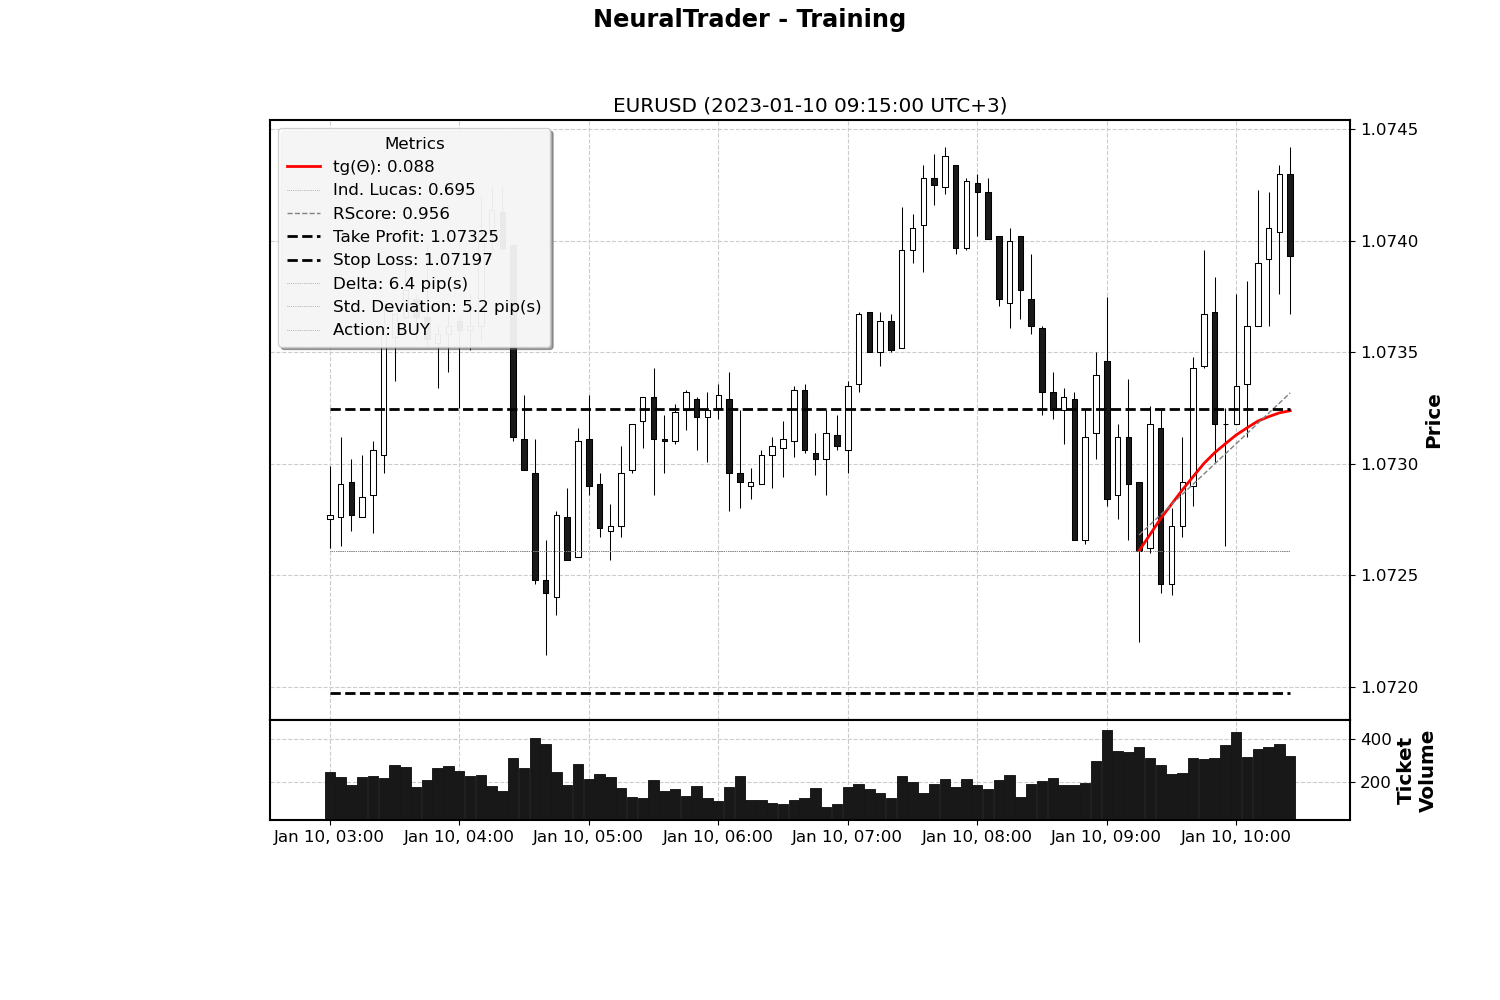 NeuralTrader - Training
EURUSD (2023-01-10 09:15:00 UTC+3)
Metrics
tg(Θ): 0.088
Ind. Lucas: 0.695
RScore: 0.956
Take Profit: 1.07325
Stop Loss: 1.07197
Delta: 6.4 pip(s)
Std. Deviation: 5.2 pip(s)
Action: BUY
1.0745
1.0740
1.0735
1.0730
1.0725
1.0720
Price
400
200
Ticket
Volume
Jan 10, 03:00
Jan 10, 04:00
Jan 10, 05:00
Jan 10, 06:00
Jan 10, 07:00
Jan 10, 08:00
Jan 10, 09:00
Jan 10, 10:00